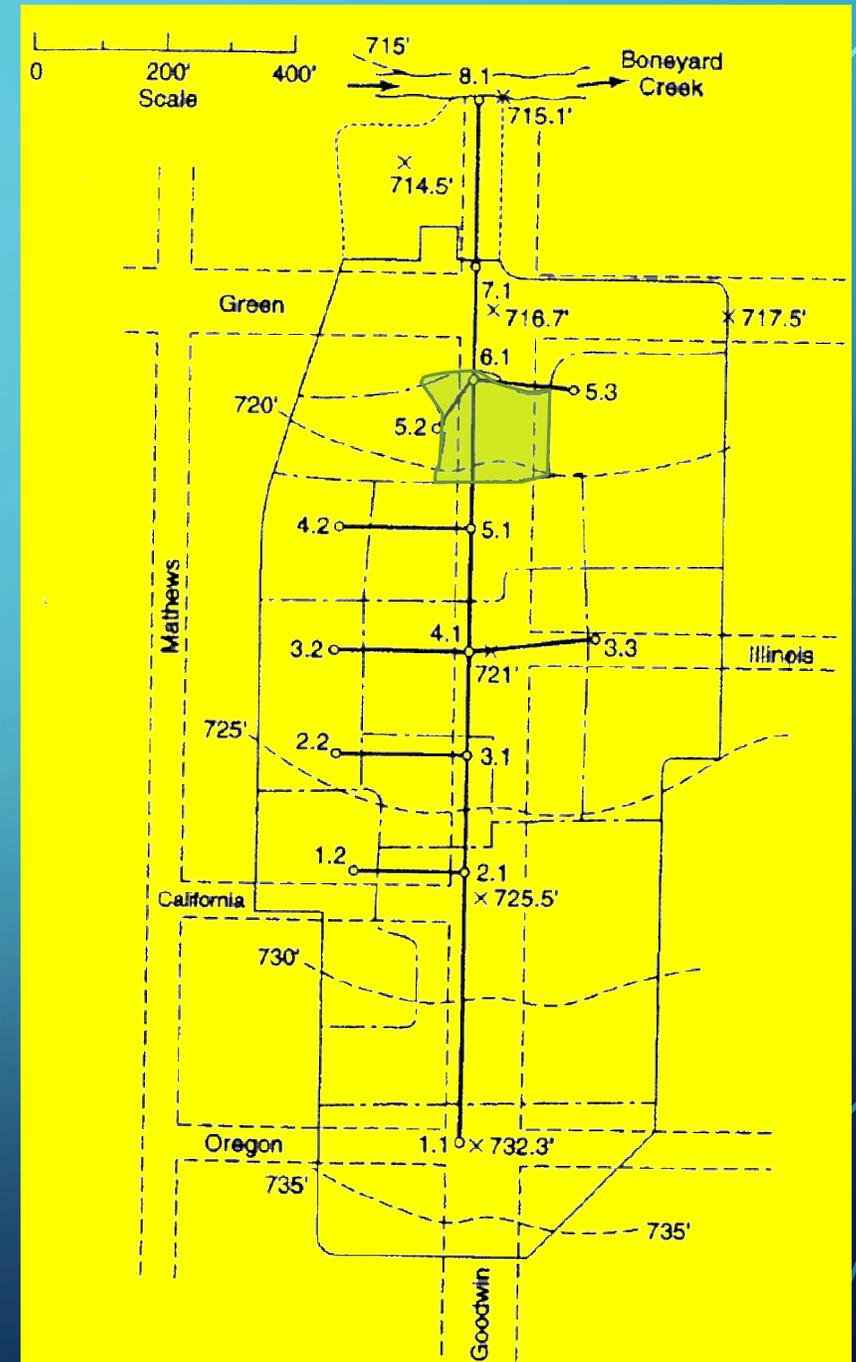 715'
8.1
Boneyard
Creek
0 200' 400'
Scale
715.1'
714.5'
Green
7.1
716.7'
717.5'
6.1
5.3
720'
5.2
4.2
5.1
Mathews
4.1
3.2
3.3
721'
Illinois
725'
2.2
3.1
1.2
2.1
California
725.5'
730'
Oregon
1.1
732.3'
735'
735'
Goodwin